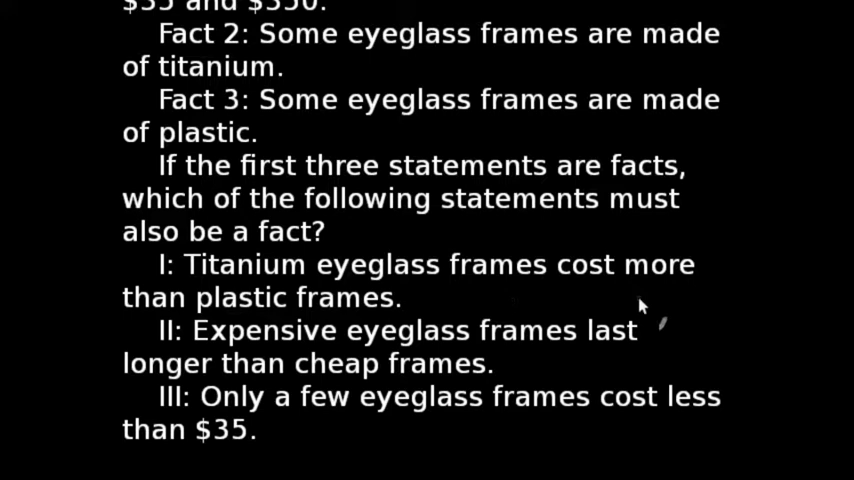 $35 and $350.
Fact 2: Some eyeglass frames are made
of titanium.
Fact 3: Some eyeglass frames are made
of plastic.
If the first three statements are facts,
which of the following statements must
also be a fact?
I: Titanium eyeglass frames cost more
than plastic frames.
II: Expensive eyeglass frames last
longer than cheap frames.
III: Only a few eyeglass frames cost less
than $35.